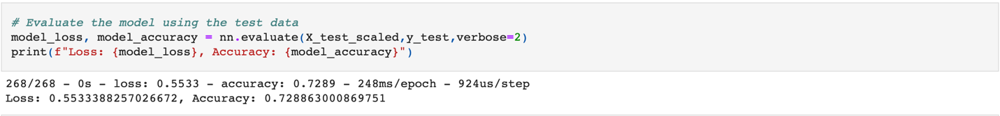 # Evaluate the model using the test data
model_loss, model_accuracy = nn.evaluate(X_test_scaled,y_test,verbose=2)
print(f"Loss: {model_loss}, Accuracy: {model_accuracy}")
268/268 - 0s - loss: 0.5533 - accuracy: 0.7289 - 248ms/epoch - 924us/step
Loss: 0.5533388257026672, Accuracy: 0.728863000869751